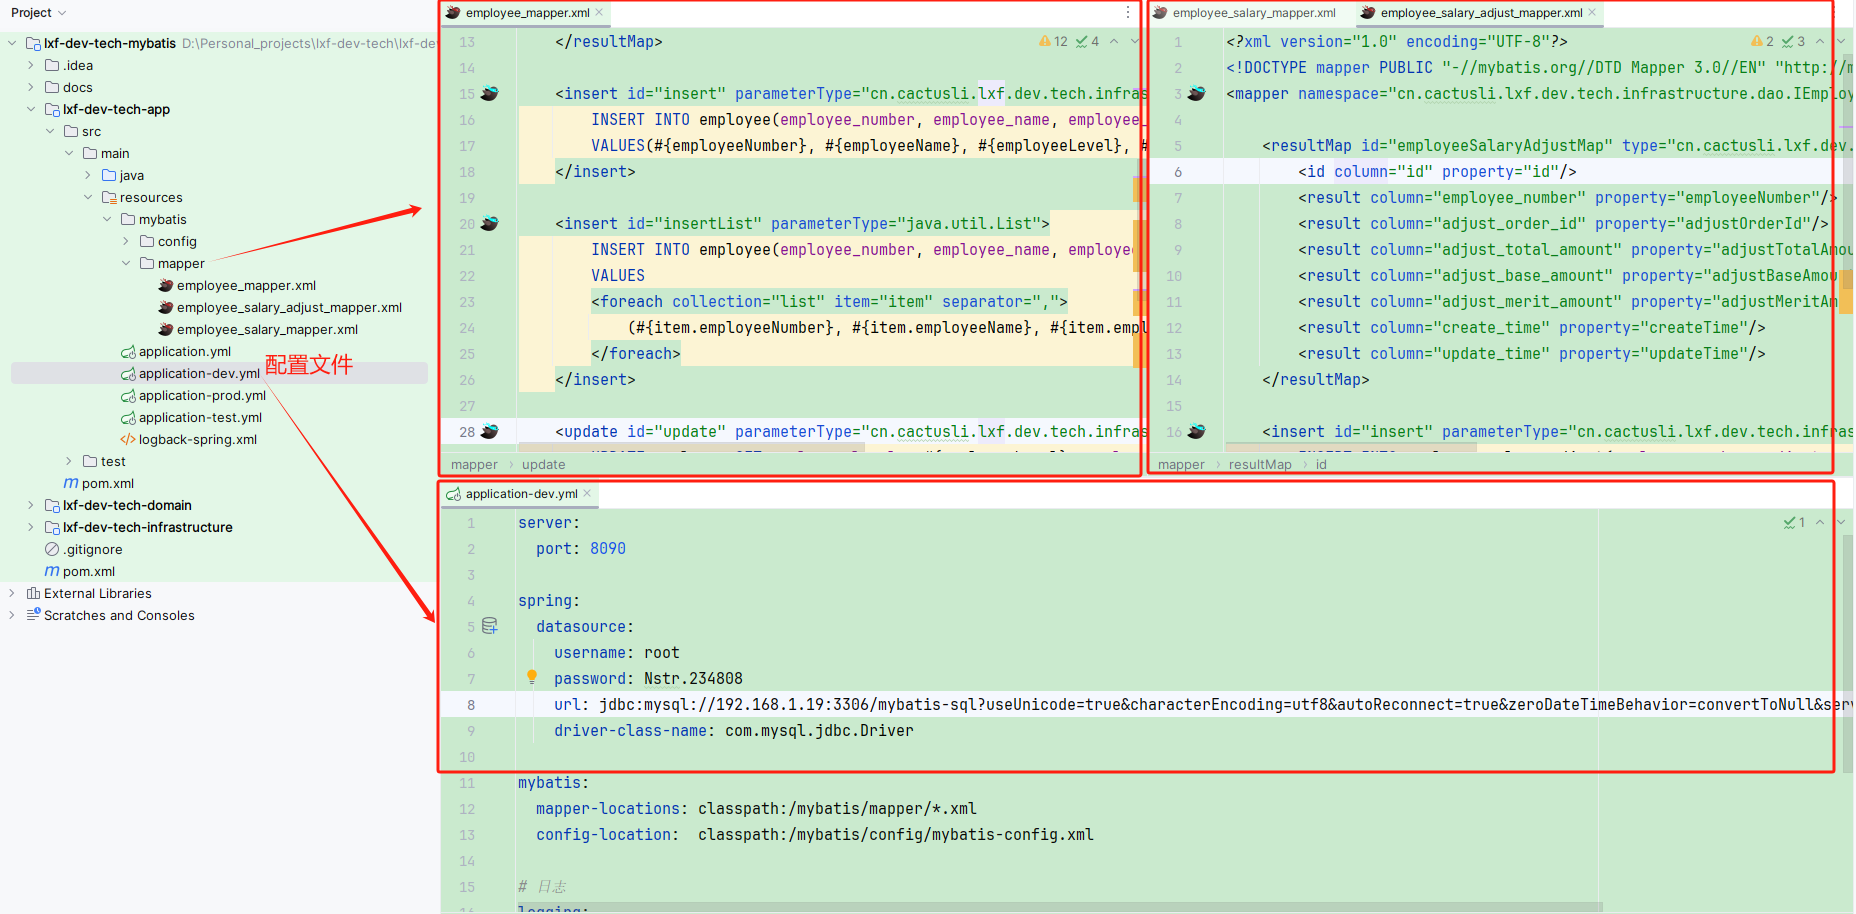 Project
lxf-dev-tech-mybatis D:\Personal_projects\lxf-dev-tech\lxf-dev
.idea
docs
lxf-dev-tech-app
src
main
java
resources
mybatis
config
mapper
employee_mapper.xml
employee_salary_adjust_mapper.xml
employee_salary_mapper.xml
application.yml
application-dev.yml 配置文件
application-prod.yml
application-test.yml
logback-spring.xml
test
pom.xml
lxf-dev-tech-domain
lxf-dev-tech-infrastructure
.gitignore
pom.xml
External Libraries
Scratches and Consoles
employee_mapper.xml
12 4
13 </resultMap>
14
15 <insert id="insert" parameterType="cn.cactusli.lxf.dev.tech.infras
16 INSERT INTO employee(employee_number, employee_name, employee_
17 VALUES(#{employeeNumber}, #{employeeName}, #{employeeLevel}, #
18 </insert>
19
20 <insert id="insertList" parameterType="java.util.List">
21 INSERT INTO employee(employee_number, employee_name, employee
22 VALUES
23 <foreach collection="list" item="item" separator=",">
24 (#{item.employeeNumber}, #{item.employeeName}, #{item.empl
25 </foreach>
26 </insert>
27
28 <update id="update" parameterType="cn.cactusli.lxf.dev.tech.infras
mapper update
employee_salary_mapper.xml employee_salary_adjust_mapper.xml
2 3
1 <?xml version="1.0" encoding="UTF-8"?>
2 <!DOCTYPE mapper PUBLIC "-//mybatis.org//DTD Mapper 3.0//EN" "http://m
3 <mapper namespace="cn.cactusli.lxf.dev.tech.infrastructure.dao.IEmploy
4
5 <resultMap id="employeeSalaryAdjustMap" type="cn.cactusli.lxf.dev.
6 <id column="id" property="id"/>
7 <result column="employee_number" property="employeeNumber"/>
8 <result column="adjust_order_id" property="adjustOrderId"/>
9 <result column="adjust_total_amount" property="adjustTotalAmou
10 <result column="adjust_base_amount" property="adjustBaseAmou
11 <result column="adjust_merit_amount" property="adjustMeritAm
12 <result column="create_time" property="createTime"/>
13 <result column="update_time" property="updateTime"/>
14 </resultMap>
15
16 <insert id="insert" parameterType="cn.cactusli.lxf.dev.tech.infras
mapper resultMap id
application-dev.yml
1
1 server:
2 port: 8090
3
4 spring:
5 datasource:
6 username: root
7 password: Nstr.234808
8 url: jdbc:mysql://192.168.1.19:3306/mybatis-sql?useUnicode=true&characterEncoding=utf8&autoReconnect=true&zeroDateTimeBehavior=convertToNull&serv
9 driver-class-name: com.mysql.jdbc.Driver
10
11 mybatis:
12 mapper-locations: classpath:/mybatis/mapper/*.xml
13 config-location: classpath:/mybatis/config/mybatis-config.xml
14
15 # 日志
16 logging: